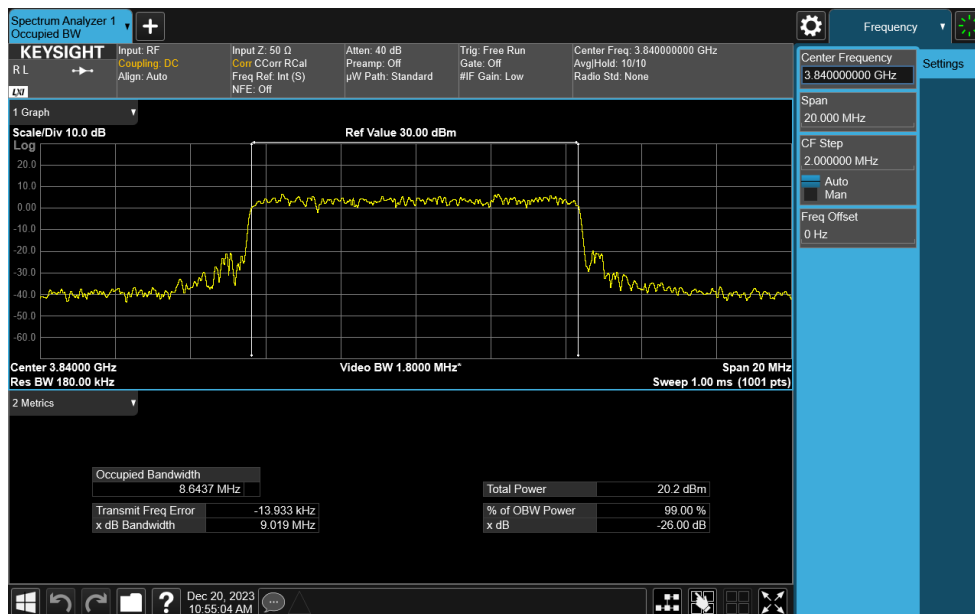 Spectrum Analyzer 1
Occupied BW
Frequency
KEYSIGHT
R L
LXI
Input: RF
Coupling: DC
Align: Auto
Input Z: 50 Ω
Corr CCorr RCal
Freq Ref: Int (S)
NFE: Off
Atten: 40 dB
Preamp: Off
µW Path: Standard
Trig: Free Run
Gate: Off
#IF Gain: Low
Center Freq: 3.840000000 GHz
Avg|Hold: 10/10
Radio Std: None
Center Frequency
3.840000000 GHz
Settings
Span
20.000 MHz
CF Step
2.000000 MHz
Auto
Man
Freq Offset
0 Hz
1 Graph
Scale/Div 10.0 dB
Ref Value 30.00 dBm
Log
20.0
10.0
0.00
-10.0
-20.0
-30.0
-40.0
-50.0
-60.0
Center 3.84000 GHz
Video BW 1.8000 MHz*
Span 20 MHz
Res BW 180.00 kHz
Sweep 1.00 ms (1001 pts)
2 Metrics
Occupied Bandwidth
8.6437 MHz
Total Power 20.2 dBm
Transmit Freq Error -13.933 kHz
% of OBW Power 99.00 %
x dB Bandwidth 9.019 MHz
x dB -26.00 dB
?
Dec 20, 2023
10:55:04 AM